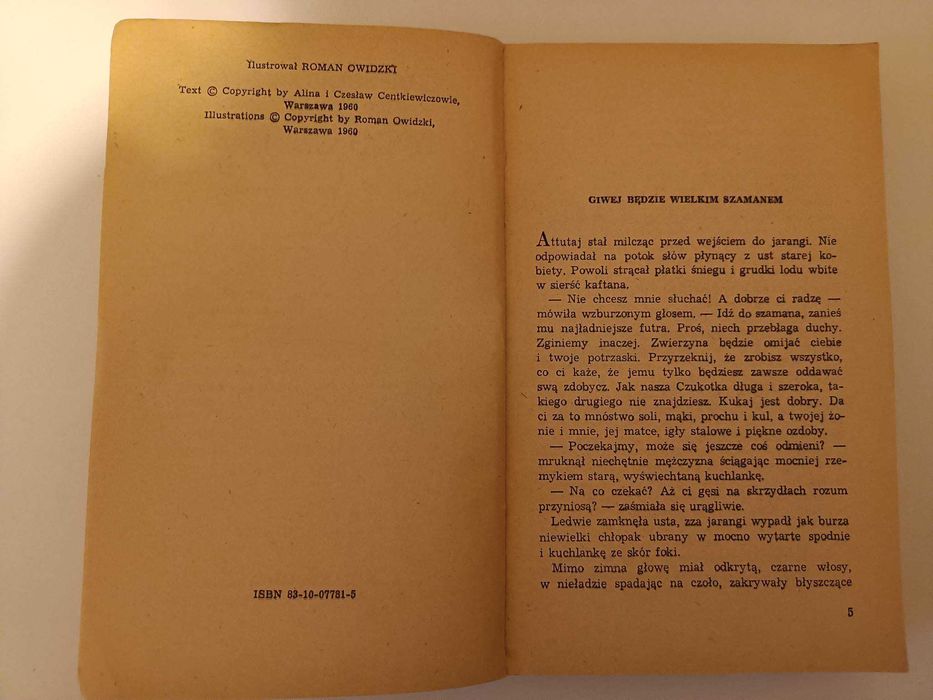 Ilustrował ROMAN OWIDZKI
Text © Copyright by Alina i Czesław Centkiewiczowie,
Warszawa 1960
Illustrations © Copyright by Roman Owidzki,
Warszawa 1960
ISBN 83-10-07781-5
GIWEJ BĘDZIE WIELKIM SZAMANEM
Attutaj stał milcząc przed wejściem do jarangi. Nie
odpowiadał na potok słów płynący z ust starej ko-
biety. Powoli strącał płatki śniegu i grudki lodu wbite
w sierść kaftana.
— Nie chcesz mnie słuchać! A dobrze ci radzę —
mówiła wzburzonym głosem. — Idź do szamana, zanieś
mu najładniejsze futra. Proś, niech przebłaga duchy.
Zginiemy inaczej. Zwierzyna będzie omijać ciebie
i twoje potrzaski. Przyrzeknij, że zrobisz wszystko,
co ci każe, że jemu tylko będziesz zawsze oddawać
swą zdobycz. Jak nasza Czukotka długa i szeroka, ta-
kiego drugiego nie znajdziesz. Kukaj jest dobry. Da
ci za to mnóstwo soli, mąki, prochu i kul, a twojej żo-
nie i mnie, jej matce, igły stalowe i piękne ozdoby.
— Poczekajmy, może się jeszcze coś odmieni? —
mruknął niechętnie mężczyzna ściągając mocniej rze-
mykiem starą, wyświechtaną kuchlankę.
— Na co czekać? Aż ci gęsi na skrzydłach rozum
przyniosą? — zaśmiała się urągliwie.
Ledwie zamknęła usta, zza jarangi wypadł jak burza
niewielki chłopak ubrany w mocno wytarte spodnie
i kuchlankę ze skór foki.
Mimo zimna głowę miał odkrytą, czarne włosy,
w nieładzie spadając na czoło, zakrywały błyszczące
5